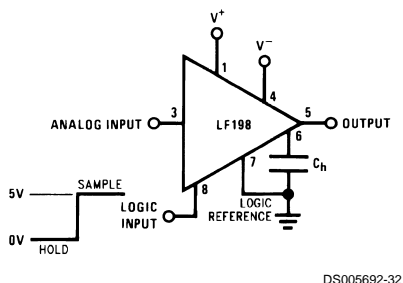 V+
V−
1
4
3
LF198
5
ANALOG INPUT
OUTPUT
6
7
Ch
8
5V
SAMPLE
LOGIC
INPUT
LOGIC
REFERENCE
0V
HOLD
DS005692-32